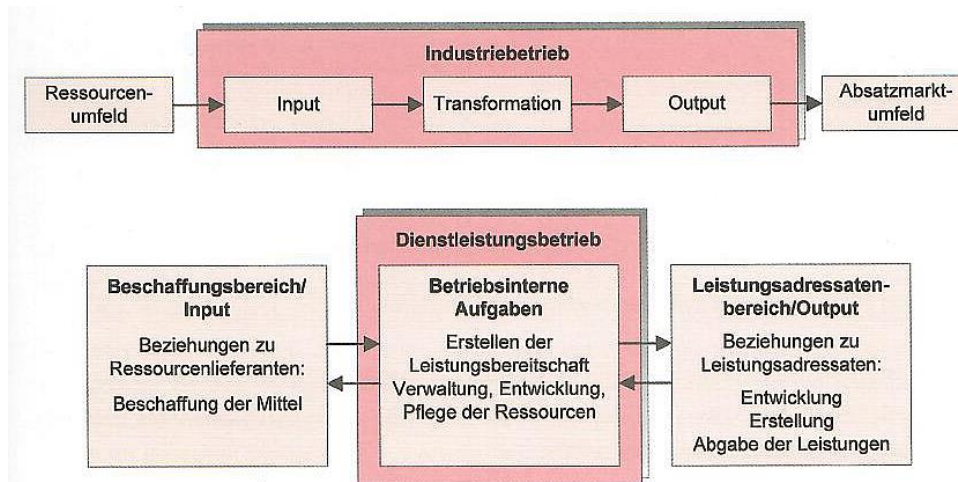 Industriebetrieb
Ressourcen-
umfeld
Input
Transformation
Output
Absatzmarkt-
umfeld
Dienstleistungsbetrieb
Beschaffungsbereich/
Input
Beziehungen zu
Ressourcenlieferanten:
Beschaffung der Mittel
Betriebsinterne
Aufgaben
Erstellen der
Leistungsbereitschaft
Verwaltung, Entwicklung,
Pflege der Ressourcen
Leistungsadressaten-
bereich/Output
Beziehungen zu
Leistungsadressaten:
Entwicklung
Erstellung
Abgabe der Leistungen